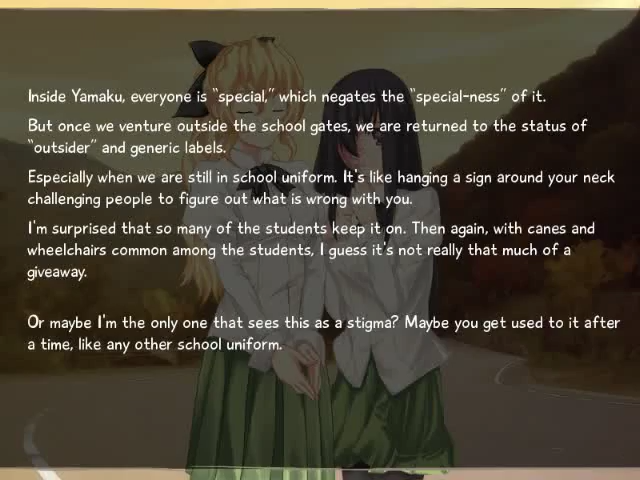 Inside Yamaku, everyone is “special,” which negates the “special-ness” of it.
But once we venture outside the school gates, we are returned to the status of
“outsider” and generic labels.
Especially when we are still in school uniform. It's like hanging a sign around your neck
challenging people to figure out what is wrong with you.
I'm surprised that so many of the students keep it on. Then again, with canes and
wheelchairs common among the students, I guess it's not really that much of a
giveaway.
Or maybe I'm the only one that sees this as a stigma? Maybe you get used to it after
a time, like any other school uniform.